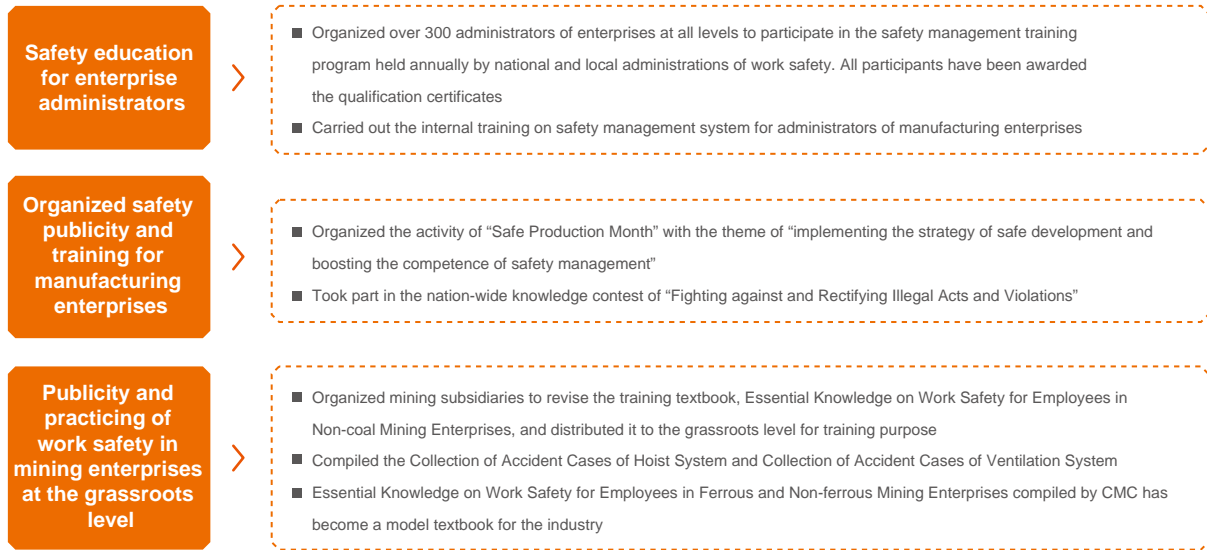 Safety education
for enterprise
administrators
■ Organized over 300 administrators of enterprises at all levels to participate in the safety management training
program held annually by national and local administrations of work safety. All participants have been awarded
the qualification certificates
■ Carried out the internal training on safety management system for administrators of manufacturing enterprises
Organized safety
publicity and
training for
manufacturing
enterprises
■ Organized the activity of “Safe Production Month” with the theme of “implementing the strategy of safe development and
boosting the competence of safety management”
■ Took part in the nation-wide knowledge contest of “Fighting against and Rectifying Illegal Acts and Violations”
Publicity and
practicing of
work safety in
mining enterprises
at the grassroots
level
■ Organized mining subsidiaries to revise the training textbook, Essential Knowledge on Work Safety for Employees in
Non-coal Mining Enterprises, and distributed it to the grassroots level for training purpose
■ Compiled the Collection of Accident Cases of Hoist System and Collection of Accident Cases of Ventilation System
■ Essential Knowledge on Work Safety for Employees in Ferrous and Non-ferrous Mining Enterprises compiled by CMC has
become a model textbook for the industry